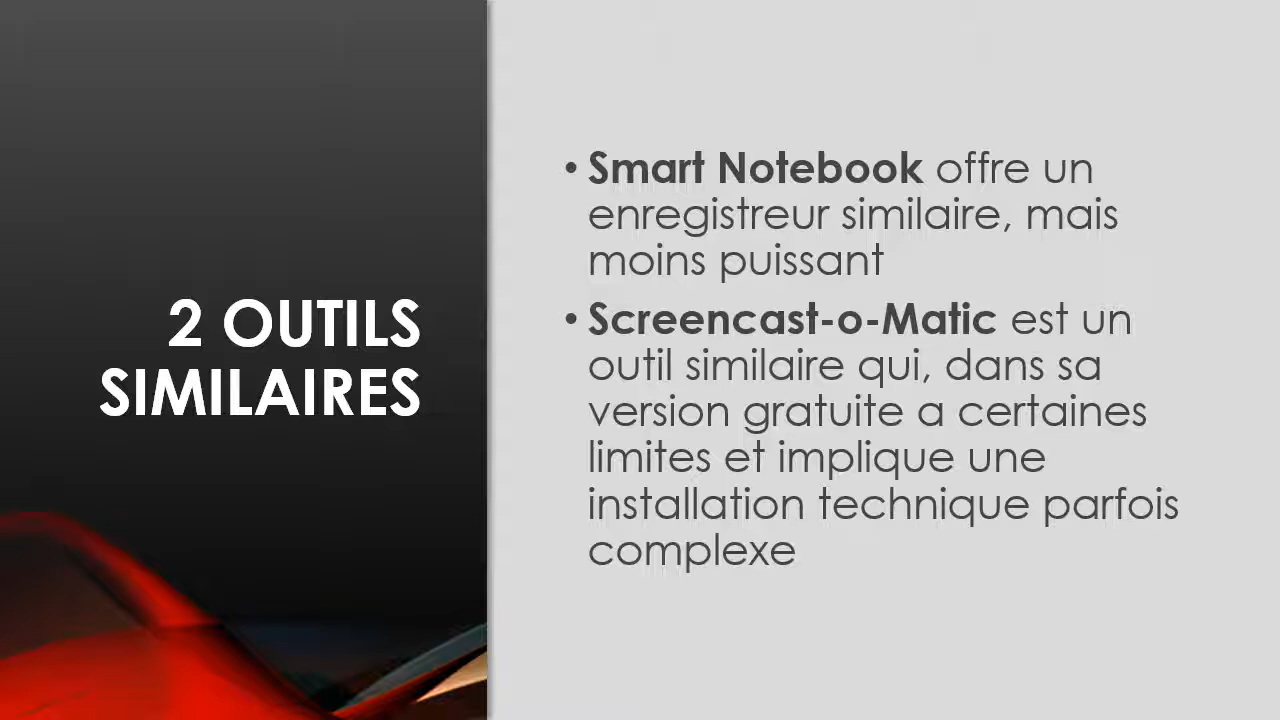 2 OUTILS
SIMILAIRES
• Smart Notebook offre un
enregistreur similaire, mais
moins puissant
• Screencast-o-Matic est un
outil similaire qui, dans sa
version gratuite a certaines
limites et implique une
installation technique parfois
complexe